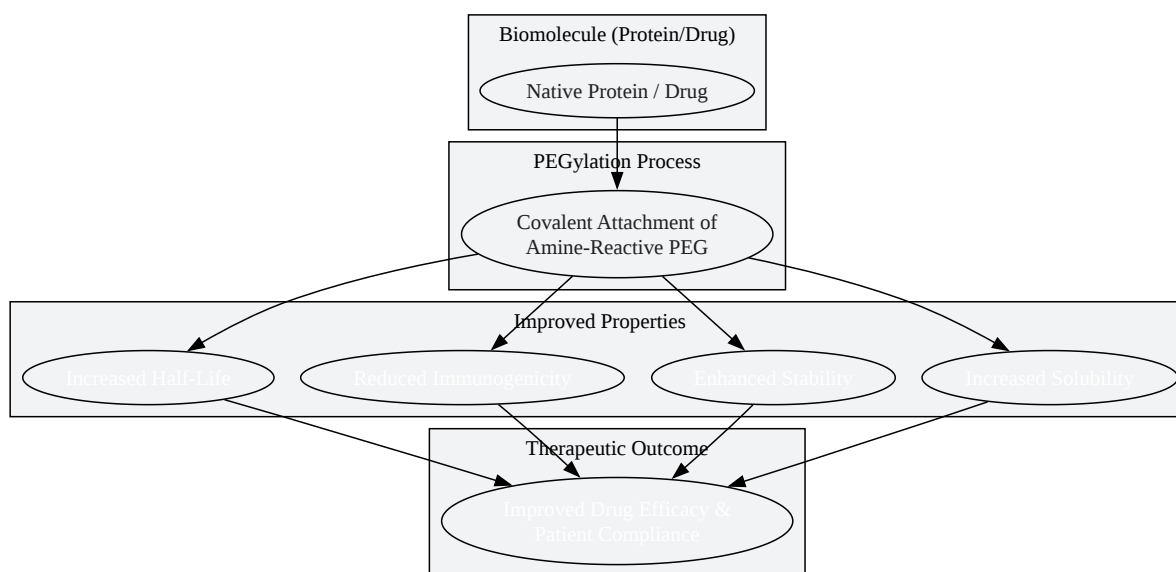 Biomolecule (Protein/Drug)
Native Protein / Drug
PEGylation Process
Covalent Attachment of
Amine-Reactive PEG
Improved Properties
Increased Half-Life
Reduced Immunogenicity
Enhanced Stability
Increased Solubility
Therapeutic Outcome
Improved Drug Efficacy &
Patient Compliance